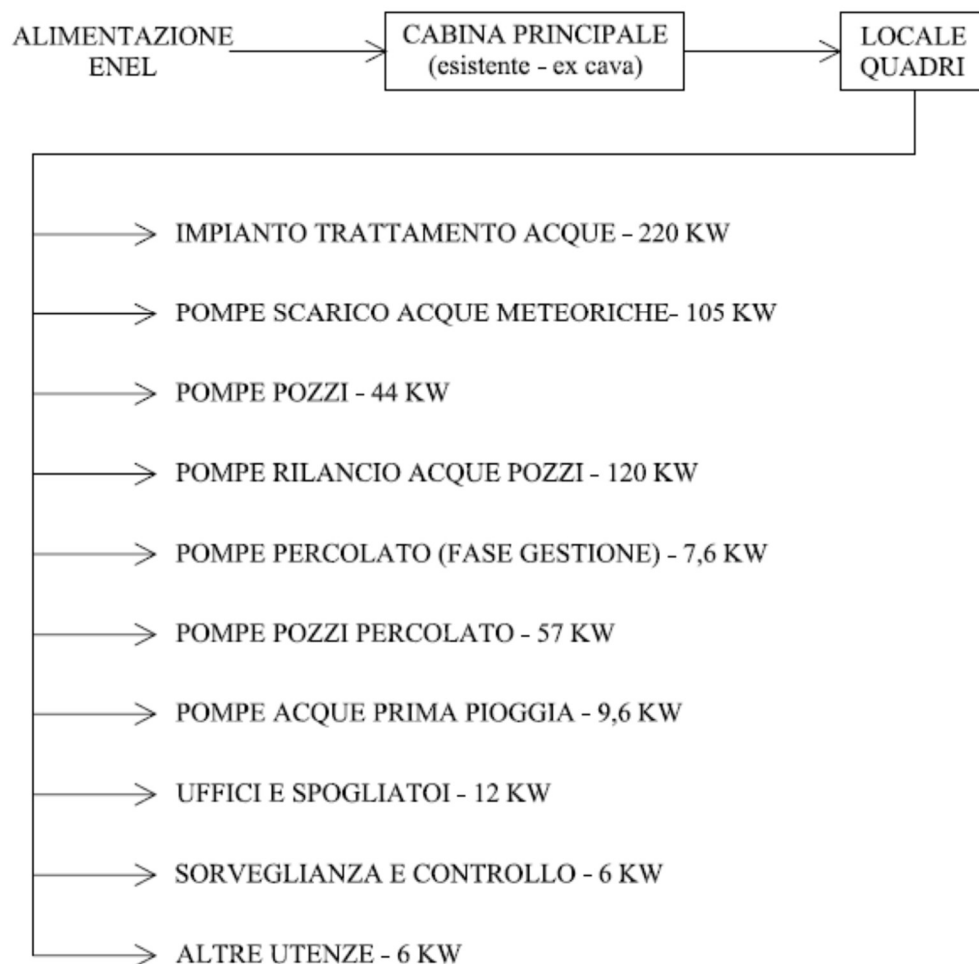 ALIMENTAZIONE
ENEL
CABINA PRINCIPALE
(esistente - ex cava)
LOCALE
QUADRI
IMPIANTO TRATTAMENTO ACQUE - 220 KW
POMPE SCARICO ACQUE METEORICHE- 105 KW
POMPE POZZI - 44 KW
POMPE RILANCIO ACQUE POZZI - 120 KW
POMPE PERCOLATO (FASE GESTIONE) - 7,6 KW
POMPE POZZI PERCOLATO - 57 KW
POMPE ACQUE PRIMA PIOGGIA - 9,6 KW
UFFICI E SPOGLIATOI - 12 KW
SORVEGLIANZA E CONTROLLO - 6 KW
ALTRE UTENZE - 6 KW